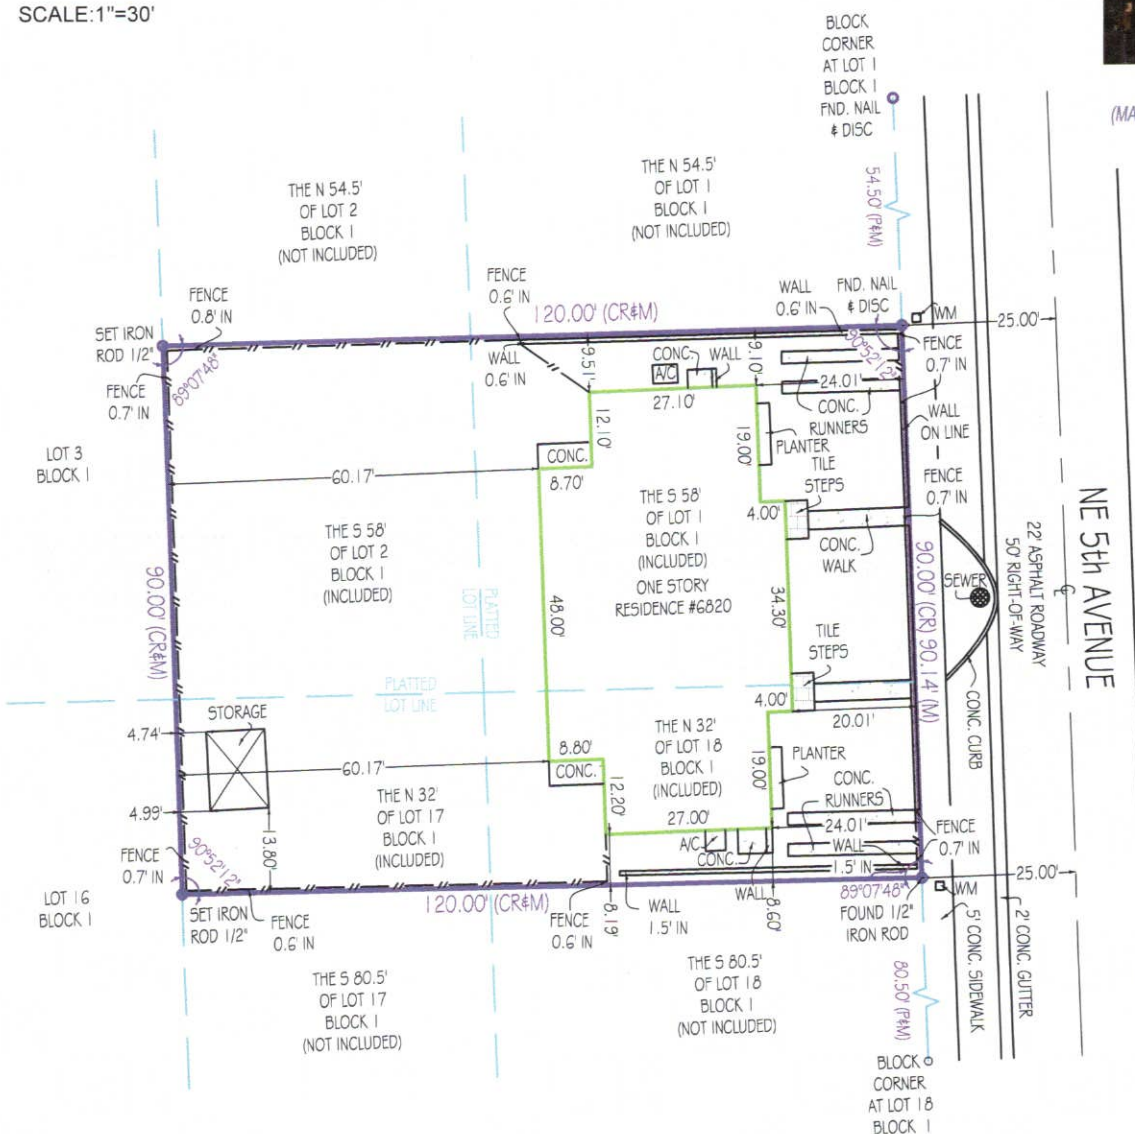 SCALE:1"=30'
BLOCK
CORNER
AT LOT 1
BLOCK 1
FND. NAIL
& DISC
(MA
54.50' (P&M)
THE N 54.5'
OF LOT 2
BLOCK 1
(NOT INCLUDED)
THE N 54.5'
OF LOT 1
BLOCK 1
(NOT INCLUDED)
FENCE
0.8' IN
FENCE
0.6' IN
120.00' (CR&M)
WALL
0.6' IN
FND. NAIL
& DISC
WM
25.00'
SET IRON
ROD 1/2"
89°07'48"
FENCE
0.7' IN
WALL
0.6' IN
9.51'
CONC.
WALL
A/C
9.10'
90°52'12"
FENCE
0.7' IN
27.10'
24.01'
CONC.
RUNNERS
WALL
ON LINE
12.10'
19.00'
PLANTER
LOT 3
BLOCK 1
60.17'
CONC.
8.70'
TILE
STEPS
FENCE
0.7' IN
4.00'
THE S 58'
OF LOT 1
BLOCK 1
(INCLUDED)
ONE STORY
RESIDENCE #6820
THE S 58'
OF LOT 2
BLOCK 1
(INCLUDED)
CONC.
WALK
NE 5th AVENUE
22' ASPHALT ROADWAY
50' RIGHT-OF-WAY
SEWER
90.00' (CR&M)
PLATTED
LOT LINE
48.00'
34.30'
90.00' (CR) 90.14' (M)
TILE
STEPS
PLATTED
LOT LINE
4.00'
20.01'
CONC. CURB
STORAGE
4.74'
THE N 32'
OF LOT 18
BLOCK 1
(INCLUDED)
8.80'
CONC.
60.17'
19.00'
PLANTER
CONC.
RUNNERS
4.99'
THE N 32'
OF LOT 17
BLOCK 1
(INCLUDED)
12.20'
27.00'
24.01'
FENCE
0.7' IN
13.80'
A/C
CONC.
WALL
1.5' IN
FENCE
0.7' IN
90°52'12"
LOT 16
BLOCK 1
SET IRON
ROD 1/2"
FENCE
0.6' IN
120.00' (CR&M)
FENCE
0.6' IN
8.19'
WALL
1.5' IN
WALL
8.60'
89°07'48"
FOUND 1/2"
IRON ROD
WM
25.00'
5' CONC. SIDEWALK
2' CONC. GUTTER
THE S 80.5'
OF LOT 17
BLOCK 1
(NOT INCLUDED)
THE S 80.5'
OF LOT 18
BLOCK 1
(NOT INCLUDED)
80.50' (P&M)
BLOCK
CORNER
AT LOT 18
BLOCK 1